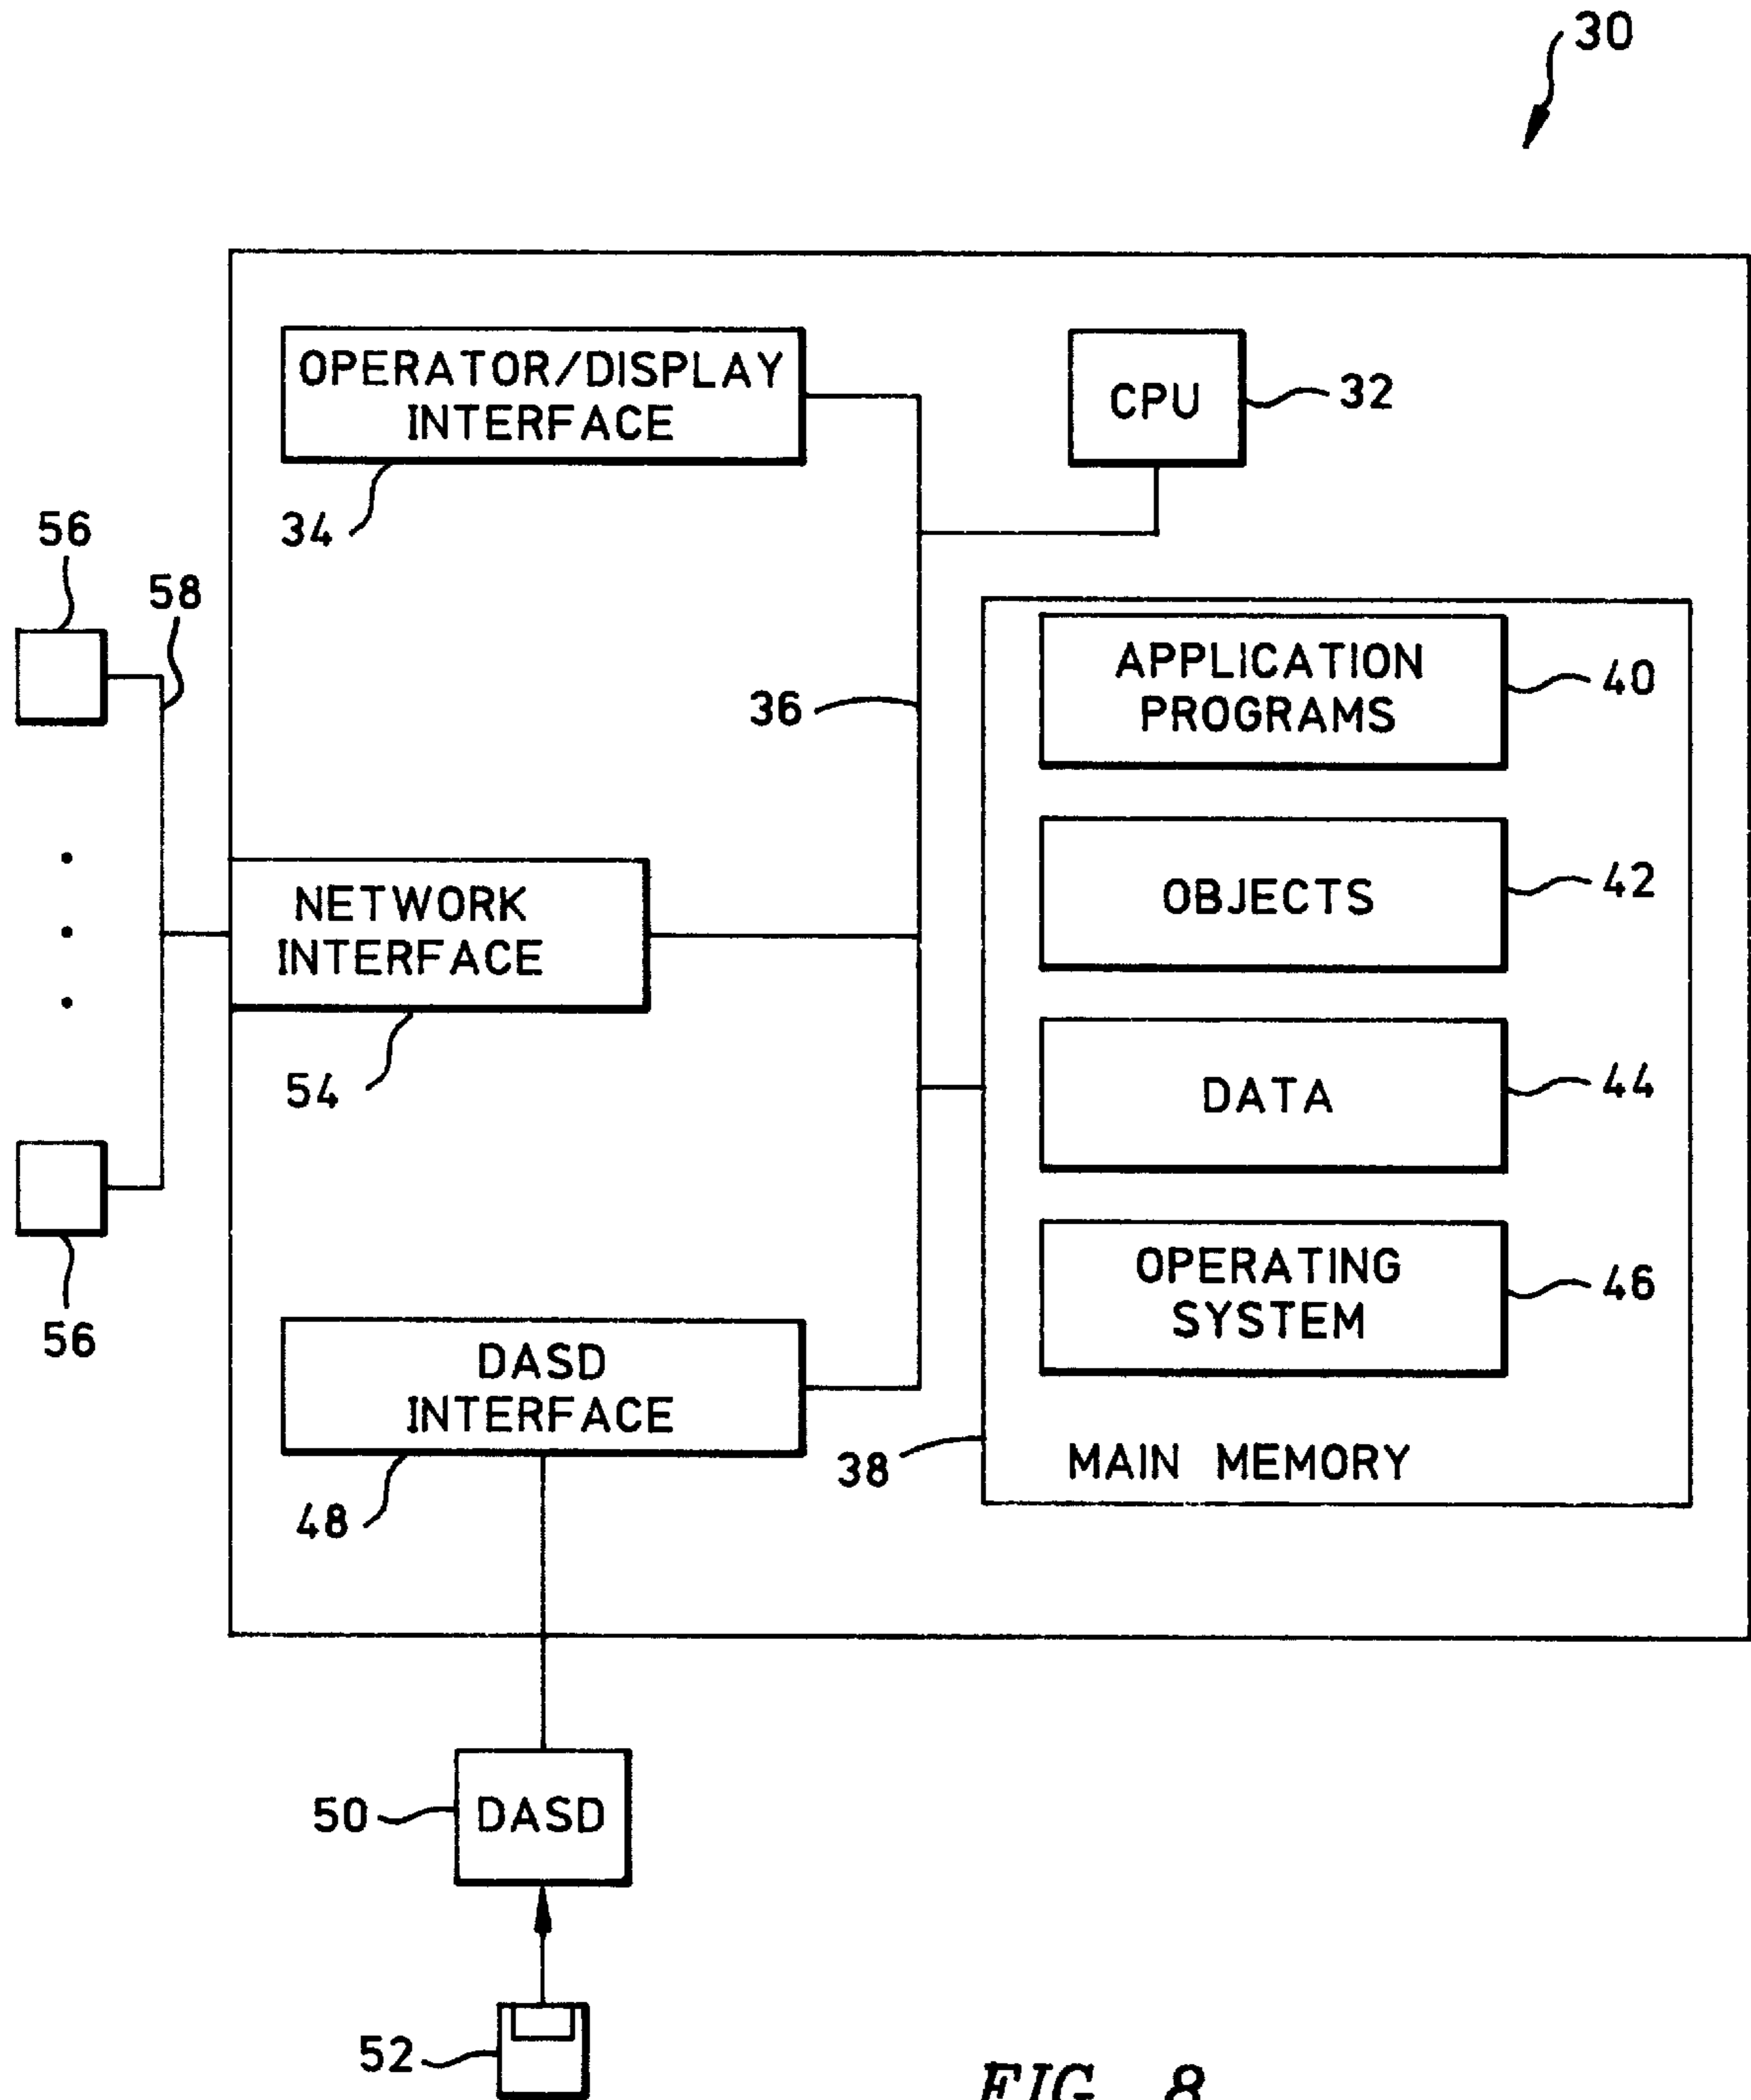 30
OPERATOR/DISPLAY
INTERFACE
34
CPU
32
56
58
36
APPLICATION
PROGRAMS
40
OBJECTS
42
NETWORK
INTERFACE
54
DATA
44
56
OPERATING
SYSTEM
46
DASD
INTERFACE
48
38
MAIN MEMORY
50
DASD
52
FIG. 8